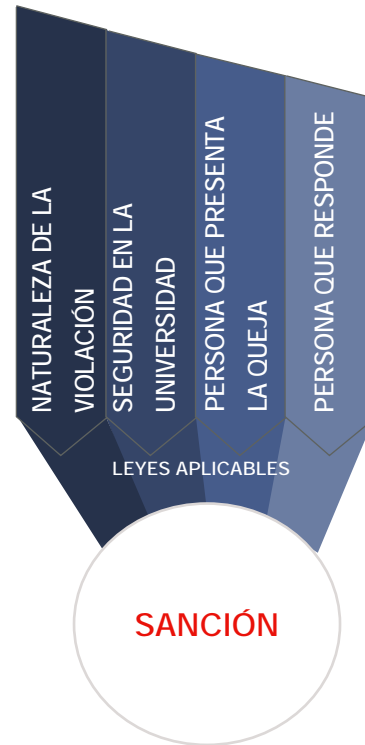 NATURALEZA DE LA
VIOLACIÓN
SEGURIDAD EN LA
UNIVERSIDAD
PERSONA QUE PRESENTA
LA QUEJA
PERSONA QUE RESPONDE
LEYES APLICABLES
SANCIÓN